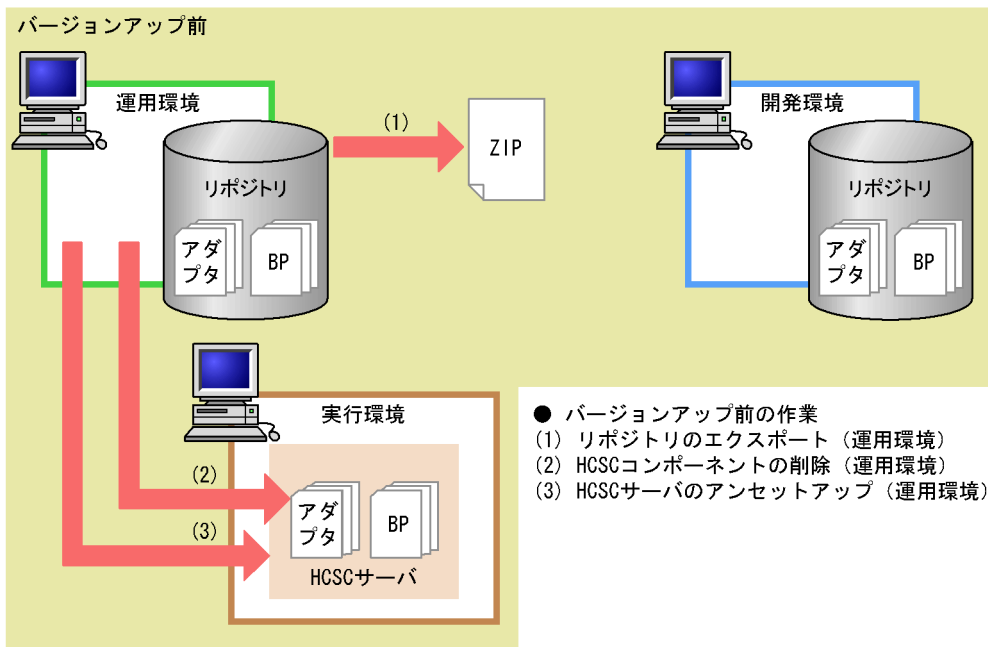 バージョンアップ前
運用環境
リポジトリ
アダ
プタ
BP
(1)
ZIP
開発環境
リポジトリ
アダ
プタ
BP
実行環境
(2)
(3)
アダ
プタ
BP
HCSCサーバ
● バージョンアップ前の作業
(1) リポジトリのエクスポート（運用環境）
(2) HCSCコンポーネントの削除（運用環境）
(3) HCSCサーバのアンセットアップ（運用環境）